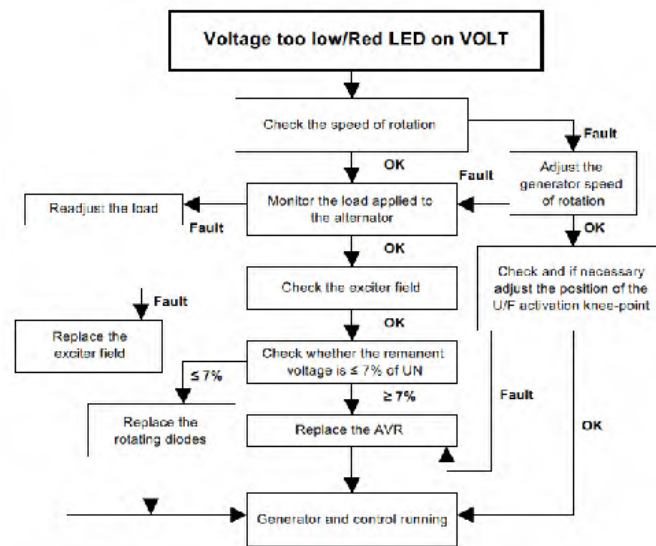 Voltage too low/Red LED on VOLT
Check the speed of rotation
Fault
OK
Adjust the
generator speed
of rotation
Fault
Monitor the load applied to
the alternator
Readjust the load
Fault
OK
OK
Check and if necessary
adjust the position of the
U/F activation knee-point
Check the exciter field
Fault
Replace the
exciter field
OK
Check whether the remanent
voltage is ≤ 7% of UN
≤ 7%
≥ 7%
Fault
Replace the
rotating diodes
Replace the AVR
OK
Generator and control running